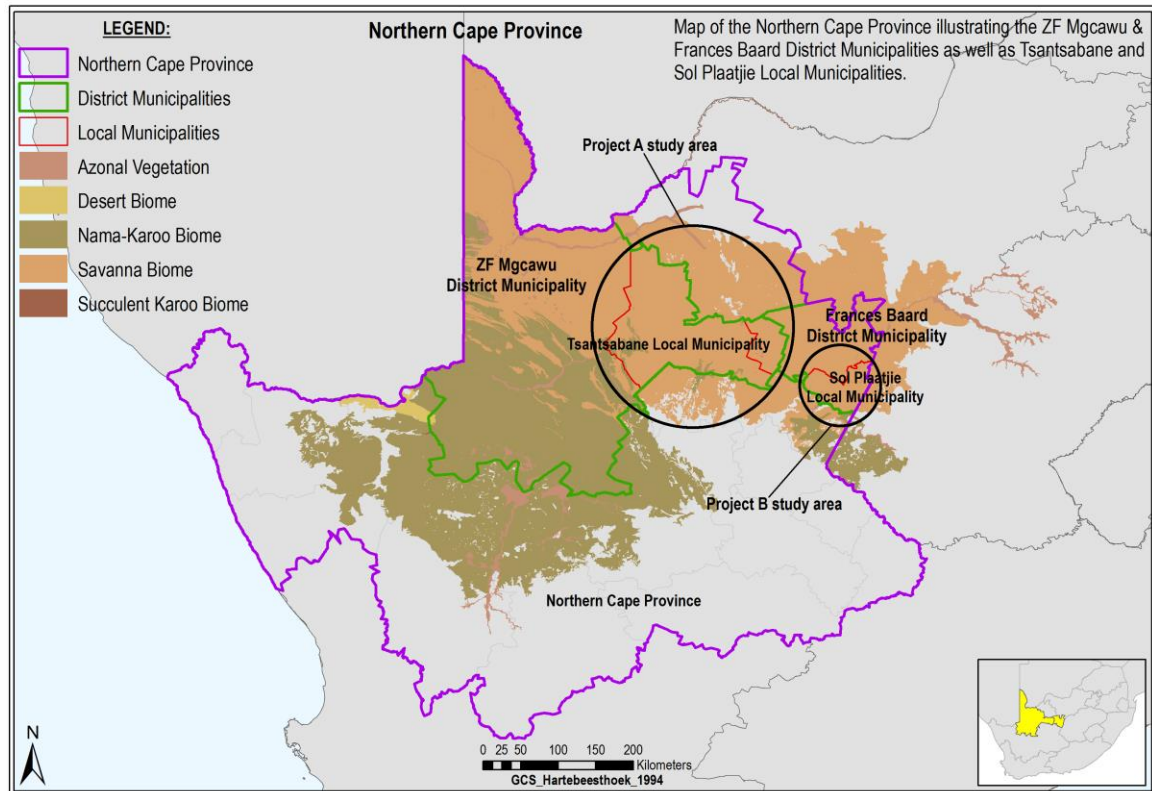 LEGEND:
Northern Cape Province
District Municipalities
Local Municipalities
Azonal Vegetation
Desert Biome
Nama-Karoo Biome
Savanna Biome
Succulent Karoo Biome
Northern Cape Province
Map of the Northern Cape Province illustrating the ZF Mgcawu &
Frances Baard District Municipalities as well as Tsantsabane and
Sol Plaatjie Local Municipalities.
Project A study area
ZF Mgcawu
District Municipality
Tsantsabane Local Municipality
Frances Baard
District Municipality
Sol Plaatjie
Local Municipality
Project B study area
Northern Cape Province
N
0 25 50 100 150 200
Kilometers
GCS_Hartebeesthoek_1994